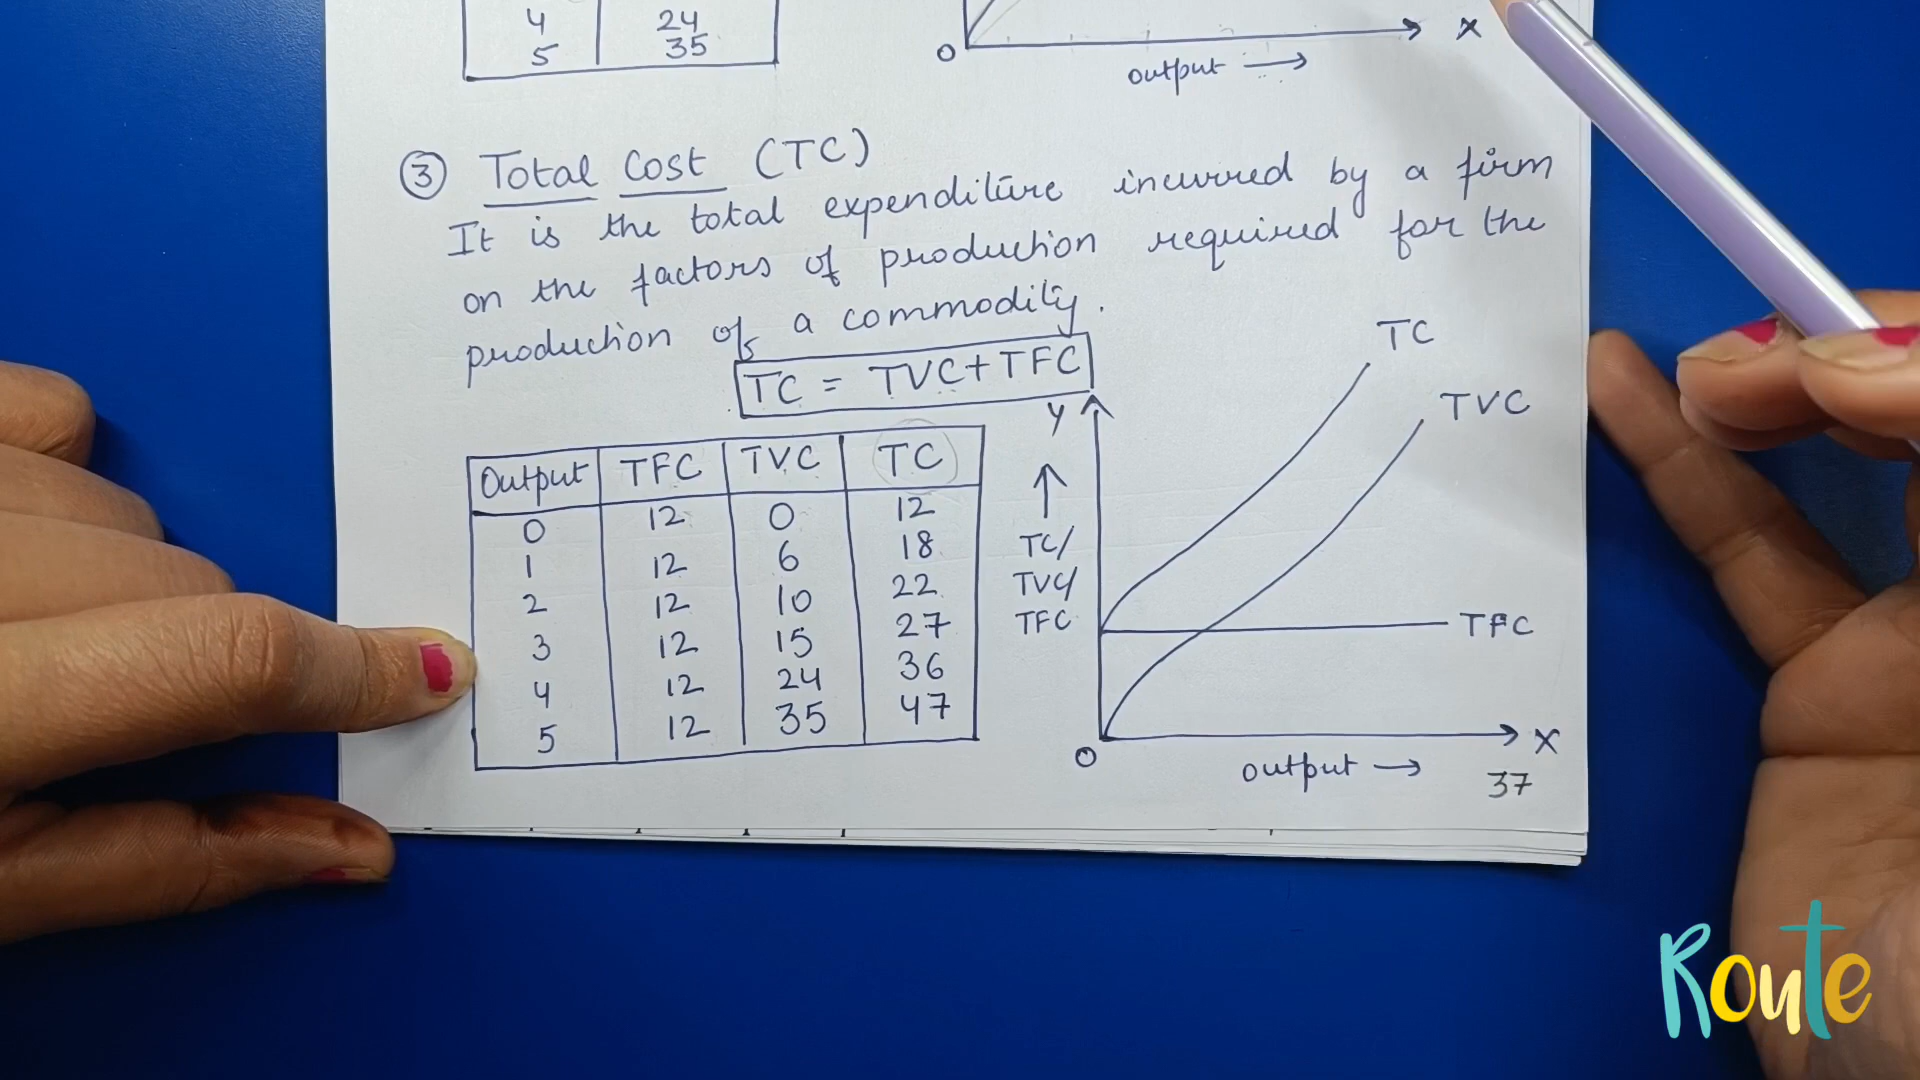 4 24
5 35
O X
output →
③ Total Cost (TC)
It is the total expenditure incurred by a firm
on the factors of production required for the
production of a commodity.
TC = TVC+TFC
Output TFC TVC TC
0 12 0 12
1 12 6 18
2 12 10 22
3 12 15 27
4 12 24 36
5 12 35 47
Y
TC/
TVC/
TFC
TC
TVC
TFC
O X
output →
37
Route